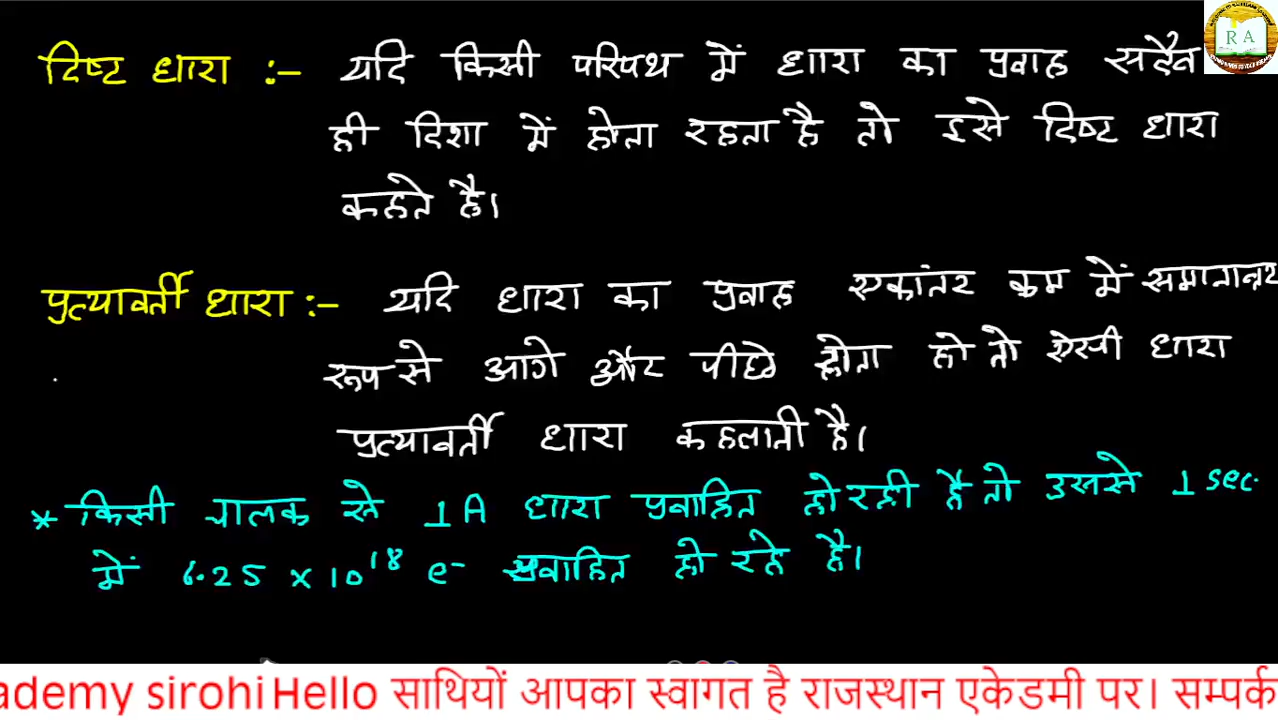 R A
दिष्ट धारा :- यदि किसी परिपथ में धारा का प्रवाह सदैव
ही दिशा में होता रहता है तो इसे दिष्ट धारा
कहते है।
प्रत्यावर्ती धारा :- यदि धारा का प्रवाह एकांतर क्रम में समानान्तर
रूप से आगे और पीछे होता हो तो ऐसी धारा
प्रत्यावर्ती धारा कहलाती है।
* किसी चालक से 1A धारा प्रवाहित हो रही है तो उससे 1 sec.
में 6.25 x 10¹⁸ e- प्रवाहित हो रहे है।
ademy sirohi Hello साथियों आपका स्वागत है राजस्थान एकेडमी पर। सम्पर्क